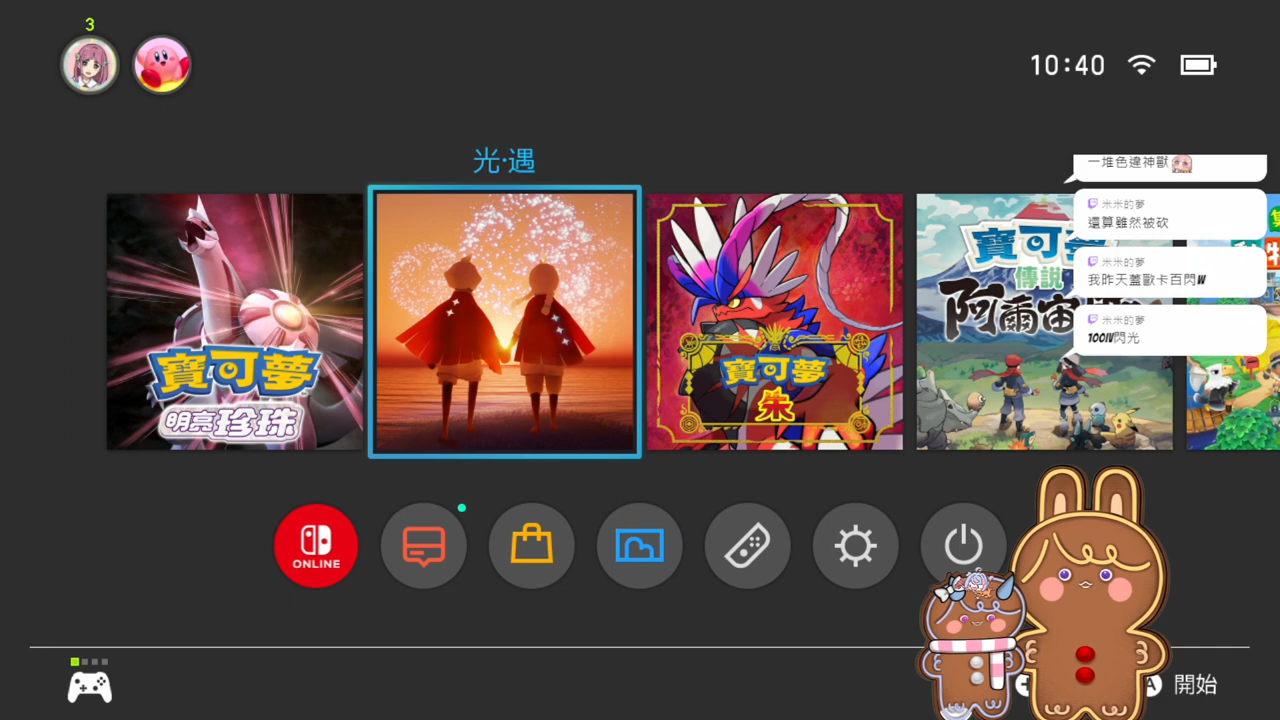 3
10:40
光·遇
一堆色違神獸
米米的夢
還算雖然被砍
米米的夢
我昨天蓋歐卡百閃W
米米的夢
100W閃光
寶可夢
明亮珍珠
寶可夢
朱
寶可夢
傳說
阿爾宙
ONLINE
A 開始